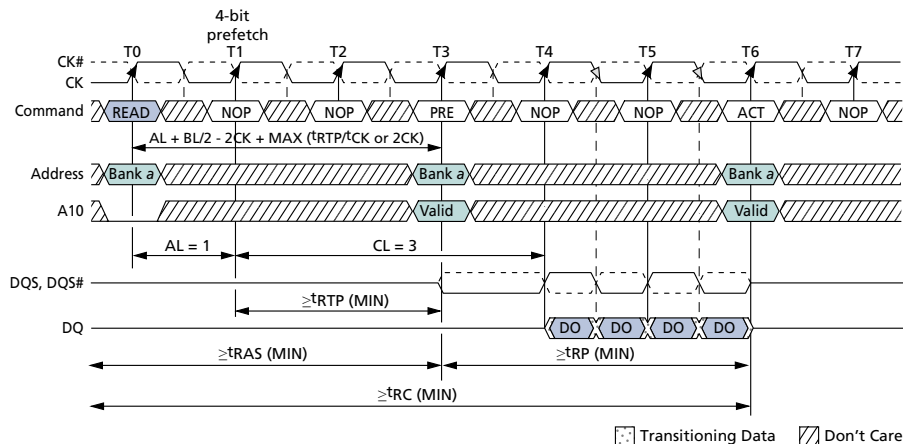 4-bit
prefetch
T0 T1 T2 T3 T4 T5 T6 T7
CK#
CK
Command READ NOP NOP PRE NOP NOP ACT NOP
AL + BL/2 - 2CK + MAX (tRTP/tCK or 2CK)
Address Bank a Bank a Bank a
A10 Valid Valid
AL = 1 CL = 3
DQS, DQS#
≥tRTP (MIN)
DQ DO DO DO DO
≥tRAS (MIN) ≥tRP (MIN)
≥tRC (MIN)
Transitioning Data Don't Care